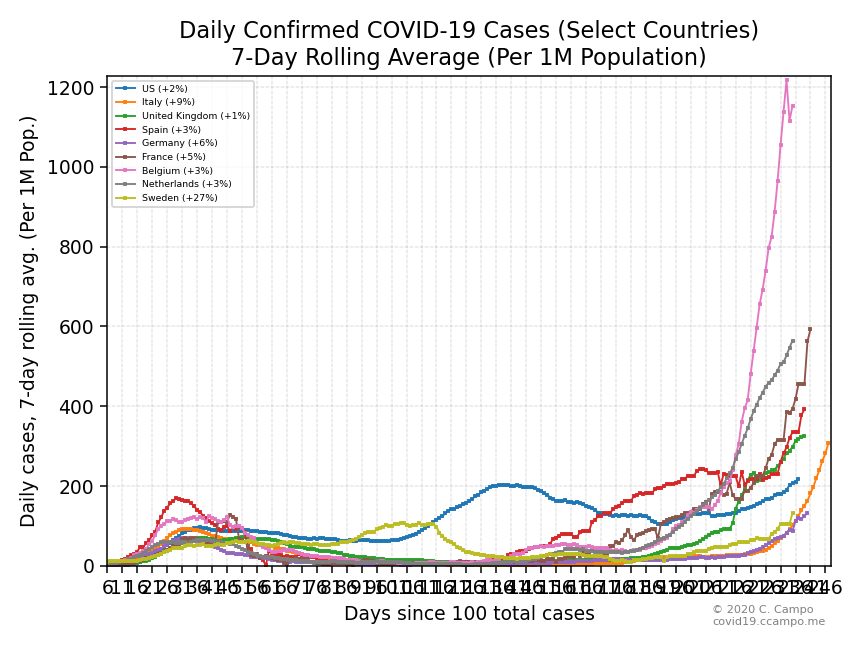 Daily Confirmed COVID-19 Cases (Select Countries)
7-Day Rolling Average (Per 1M Population)
Daily cases, 7-day rolling avg. (Per 1M Pop.)
1200
1000
800
600
400
200
0
US (+2%)
Italy (+9%)
United Kingdom (+1%)
Spain (+3%)
Germany (+6%)
France (+5%)
Belgium (+3%)
Netherlands (+3%)
Sweden (+27%)
Days since 100 total cases
© 2020 C. Campo
covid19.ccampo.me